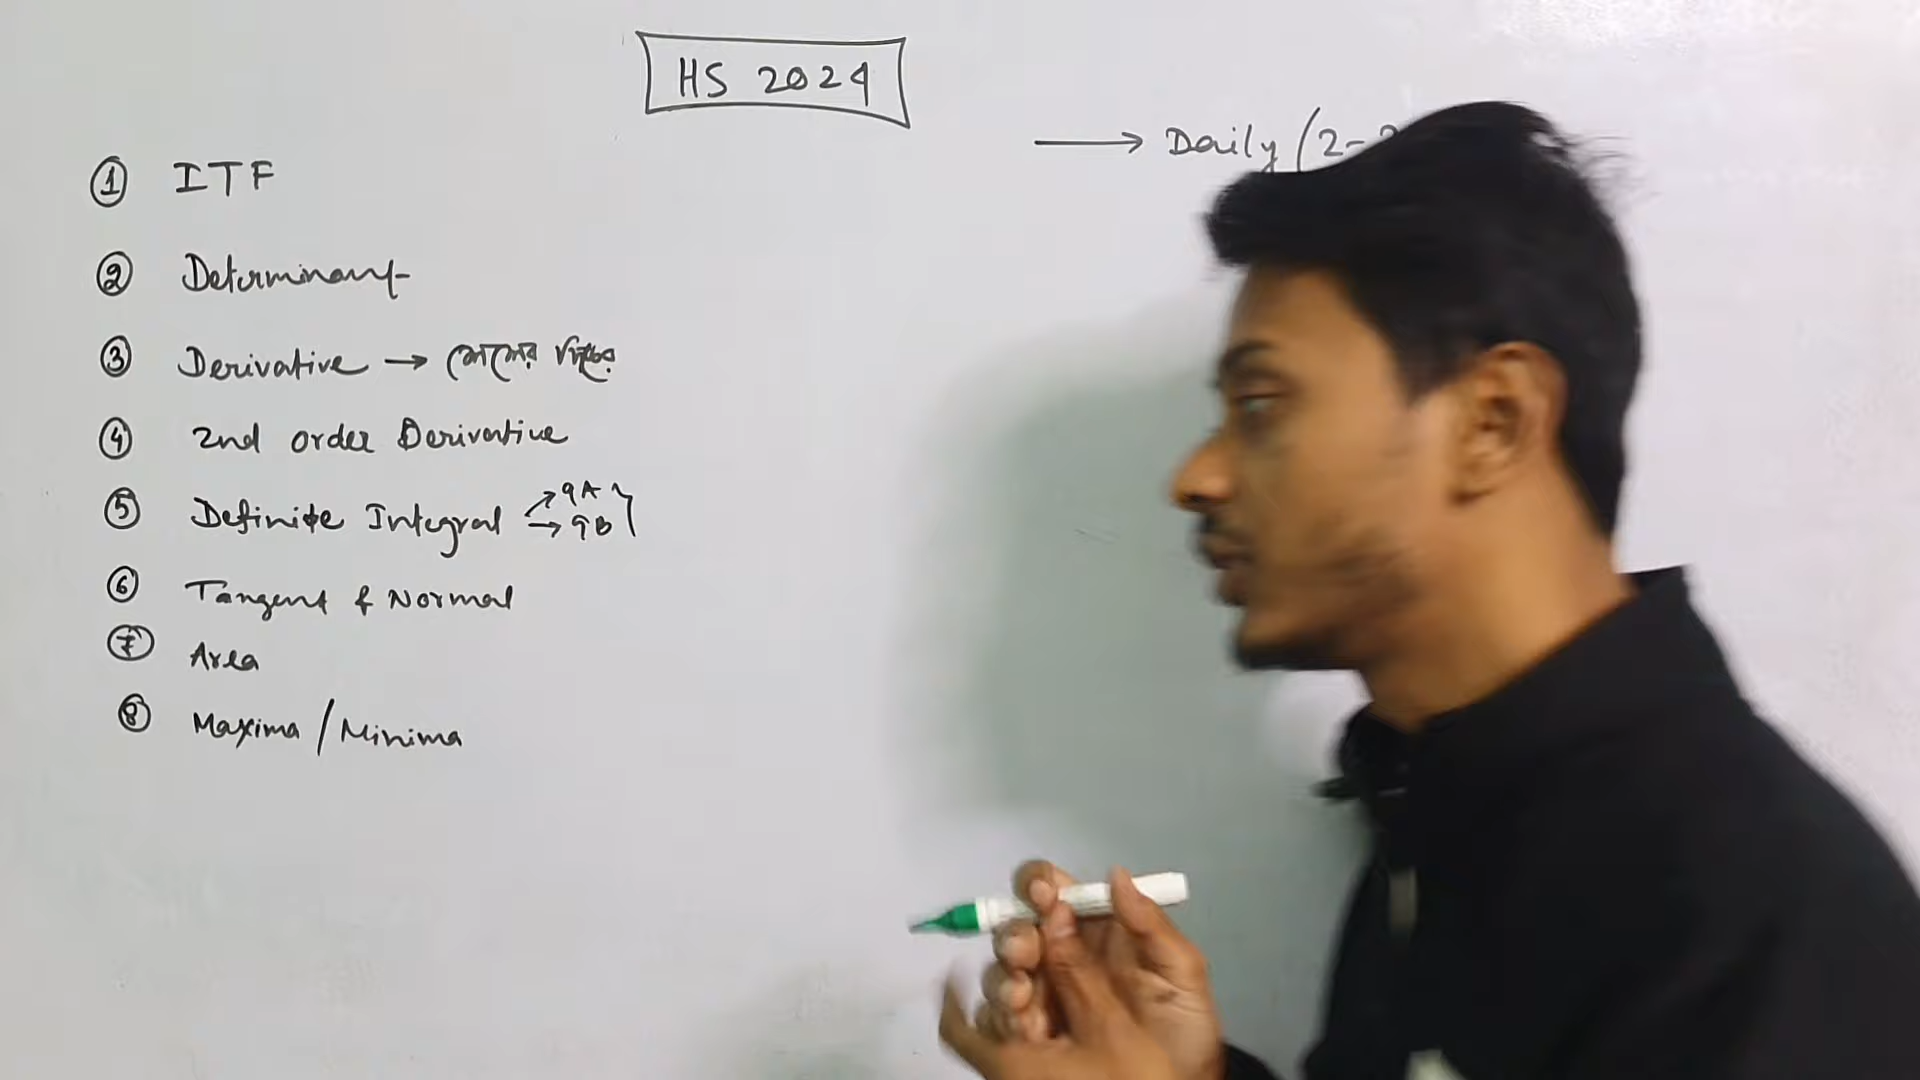 HS 2024
→ Daily (2-
① ITF
② Determinant
③ Derivative →
④ 2nd order Derivative
⑤ Definite Integral → 9A
→ 9B
⑥ Tangent & Normal
⑦ Area
⑧ Maxima / Minima